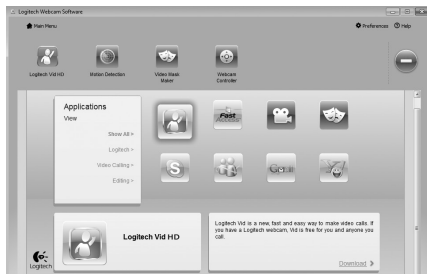 Logitech Webcam Software
Main Menu
Preferences
Help
Logitech Vid HD
Motion Detection
Video Mask
Maker
Webcam
Controller
Applications
View
Show All >
Logitech >
Video Calling >
Editing >
Fast
Access
Logitech
Logitech Vid HD
Logitech Vid is a new, fast and easy way to make video calls. If
you have a Logitech webcam, Vid is free for you and anyone you
call.
Download >